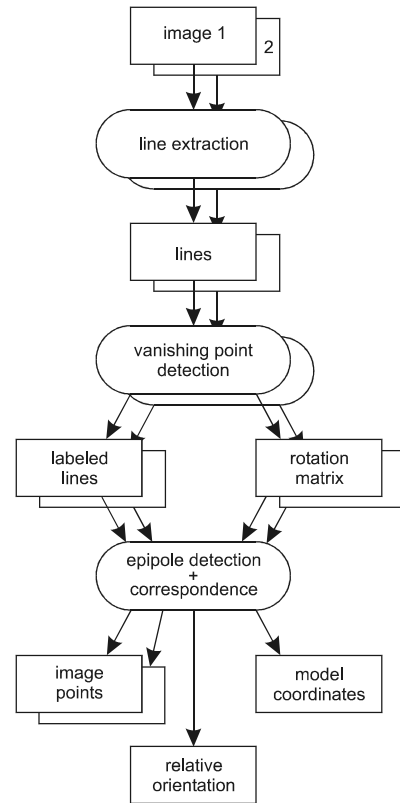 image 1
2
line extraction
lines
vanishing point
detection
labeled
lines
rotation
matrix
epipole detection
+
correspondence
image
points
model
coordinates
relative
orientation